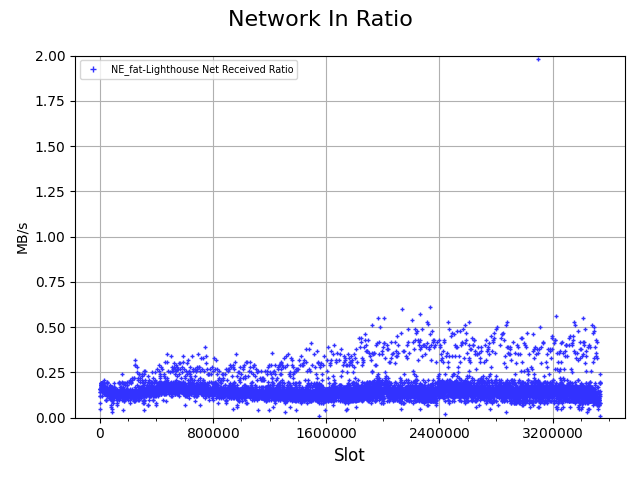 Network In Ratio
NE_fat-Lighthouse Net Received Ratio
2.00
1.75
1.50
1.25
1.00
0.75
0.50
0.25
0.00
MB/s
0 800000 1600000 2400000 3200000
Slot